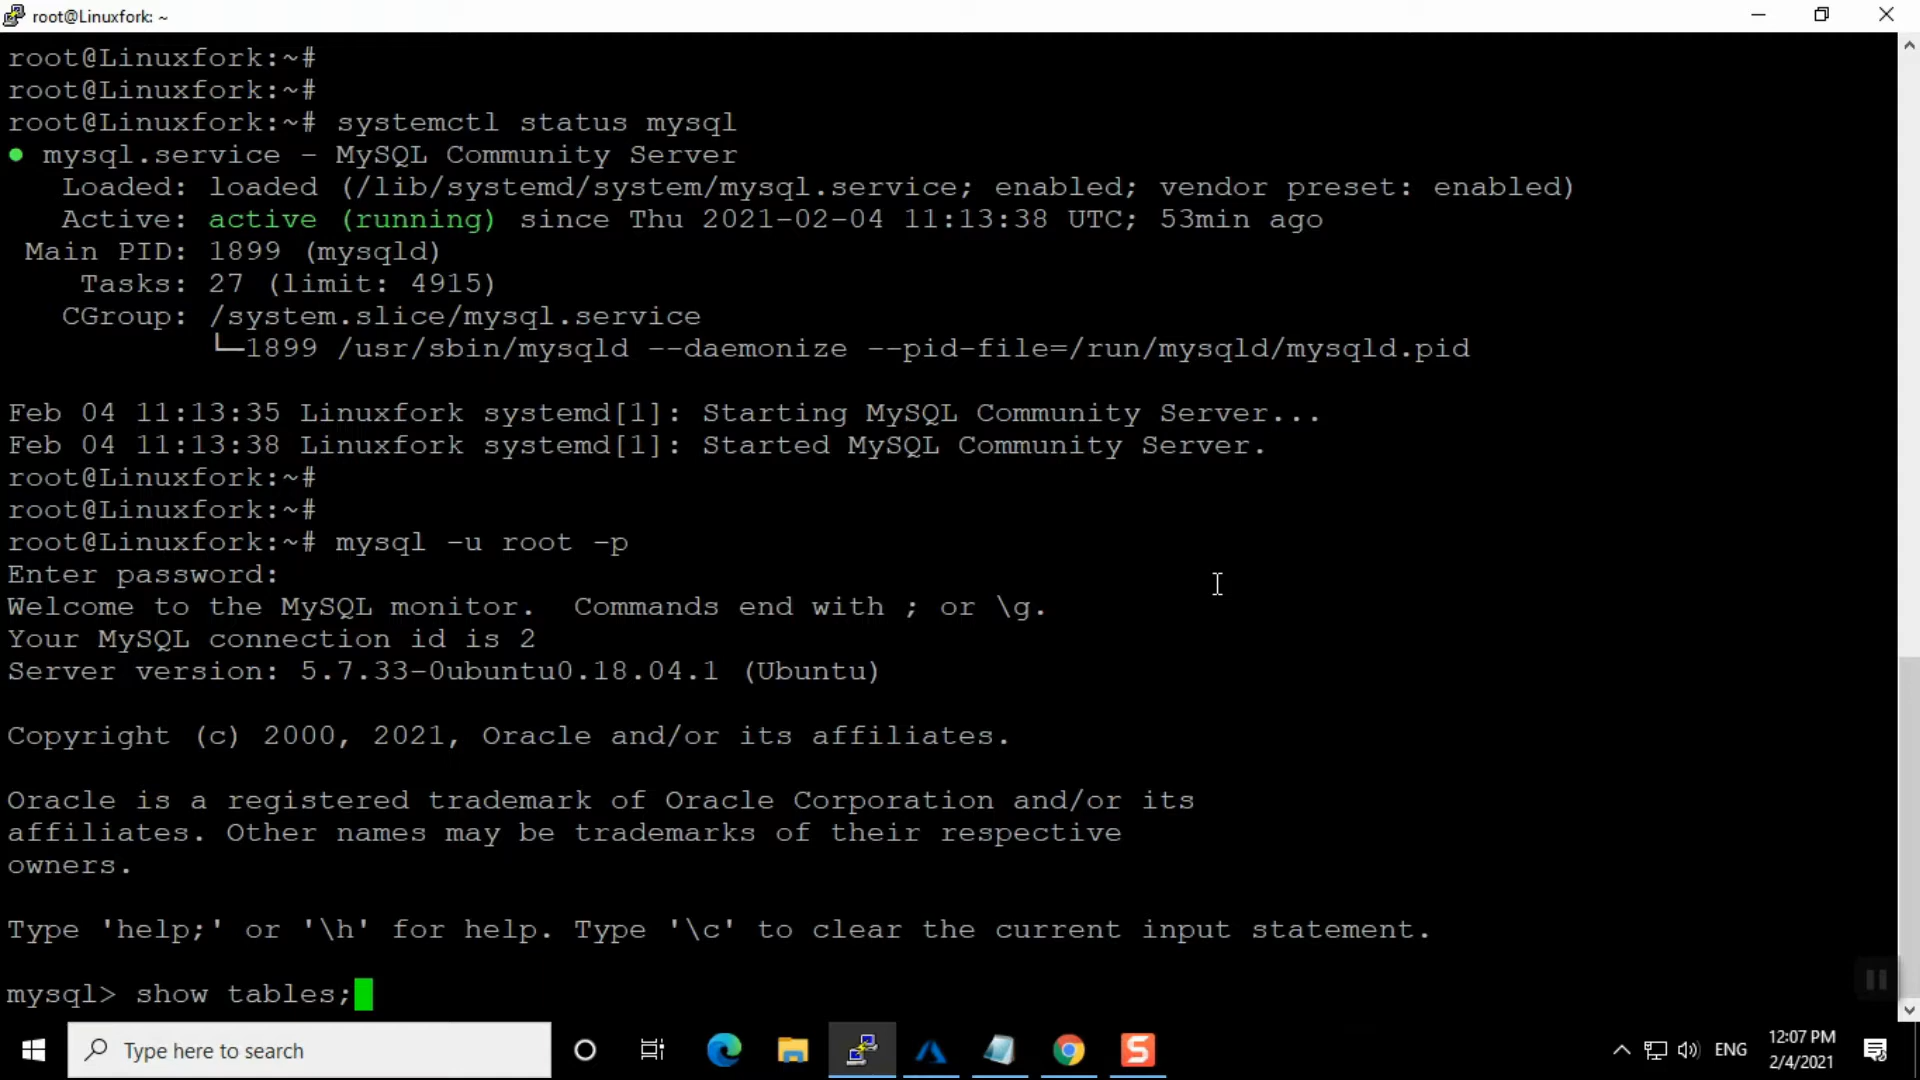 root@Linuxfork: ~
root@Linuxfork:~#
root@Linuxfork:~#
root@Linuxfork:~# systemctl status mysql
● mysql.service - MySQL Community Server
   Loaded: loaded (/lib/systemd/system/mysql.service; enabled; vendor preset: enabled)
   Active: active (running) since Thu 2021-02-04 11:13:38 UTC; 53min ago
 Main PID: 1899 (mysqld)
    Tasks: 27 (limit: 4915)
   CGroup: /system.slice/mysql.service
           └─1899 /usr/sbin/mysqld --daemonize --pid-file=/run/mysqld/mysqld.pid
Feb 04 11:13:35 Linuxfork systemd[1]: Starting MySQL Community Server...
Feb 04 11:13:38 Linuxfork systemd[1]: Started MySQL Community Server.
root@Linuxfork:~#
root@Linuxfork:~#
root@Linuxfork:~# mysql -u root -p
Enter password:
Welcome to the MySQL monitor.  Commands end with ; or \g.
Your MySQL connection id is 2
Server version: 5.7.33-0ubuntu0.18.04.1 (Ubuntu)
Copyright (c) 2000, 2021, Oracle and/or its affiliates.
Oracle is a registered trademark of Oracle Corporation and/or its
affiliates. Other names may be trademarks of their respective
owners.
Type 'help;' or '\h' for help. Type '\c' to clear the current input statement.
mysql> show tables;
Type here to search
S
ENG
12:07 PM
2/4/2021